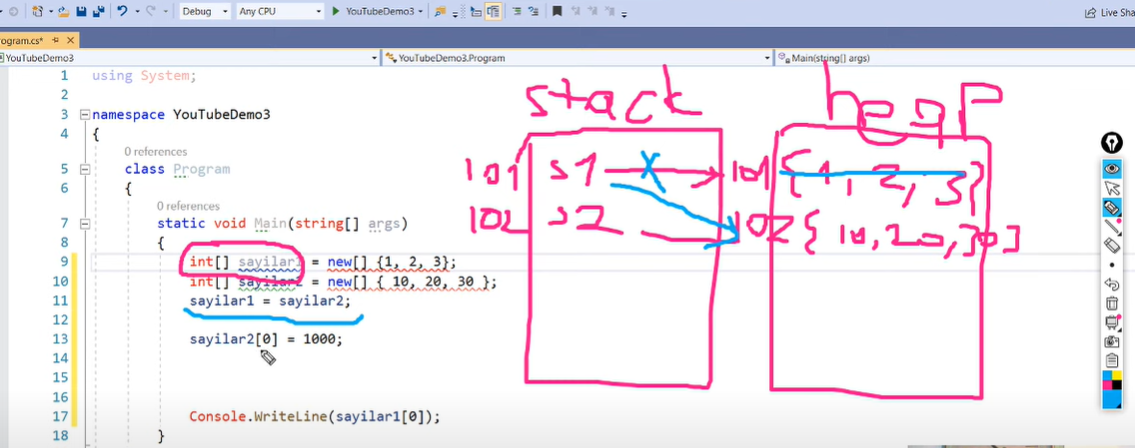 Debug
Any CPU
YouTubeDemo3
Live Sha
rogram.cs*
YouTubeDemo3
YouTubeDemo3.Program
Main(string[] args)
1 using System;
2
3 namespace YouTubeDemo3
4 {
0 references
5 class Program
6 {
0 references
7 static void Main(string[] args)
8 {
9 int[] sayilar1 = new[] {1, 2, 3};
10 int[] sayilar2 = new[] { 10, 20, 30 };
11 sayilar1 = sayilar2;
12
13 sayilar2[0] = 1000;
14
15
16
17 Console.WriteLine(sayilar1[0]);
18 }
stack
101 s1
102 s2
heap
101 {1, 2, 3}
102 { 10,20,30]